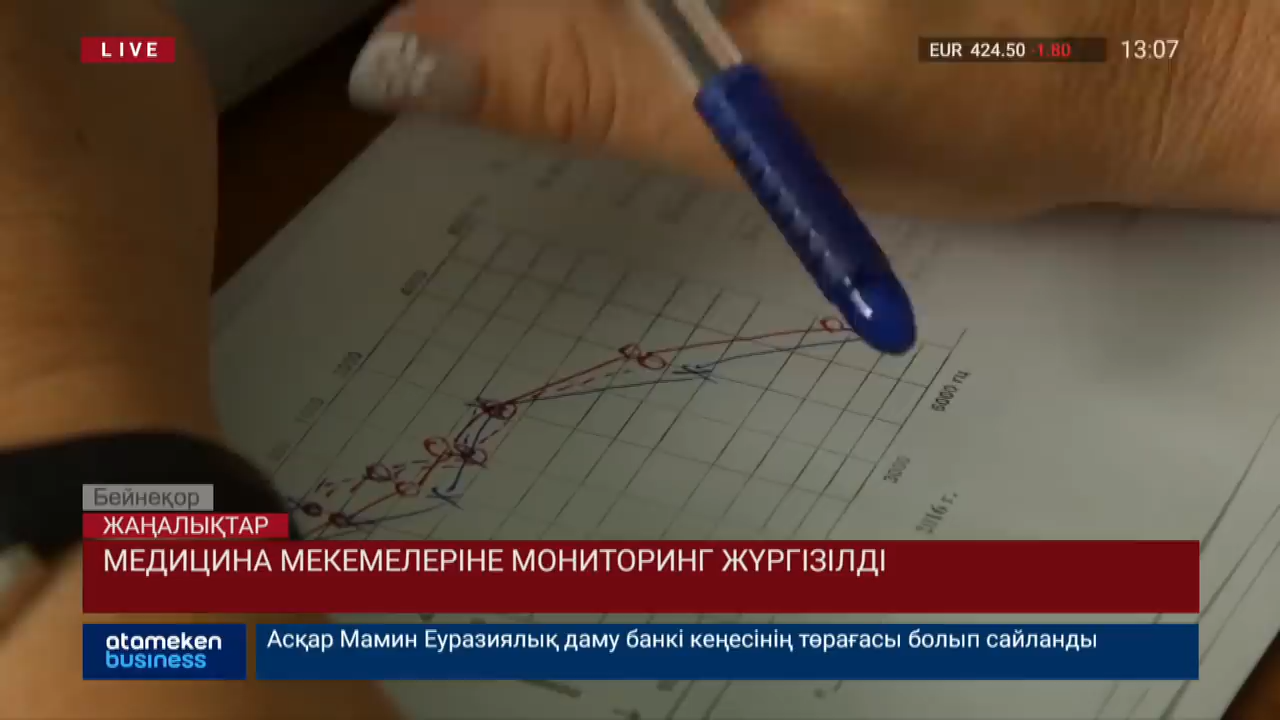 LIVE
EUR 424.50 1.80
13:07
6000 гц
3000
2016 г.
Бейнеқор
ЖАҢАЛЫҚТАР
МЕДИЦИНА МЕКЕМЕЛЕРІНЕ МОНИТОРИНГ ЖҮРГІЗІЛДІ
atameken
business
Асқар Мамин Еуразиялық даму банкі кеңесінің төрағасы болып сайланды